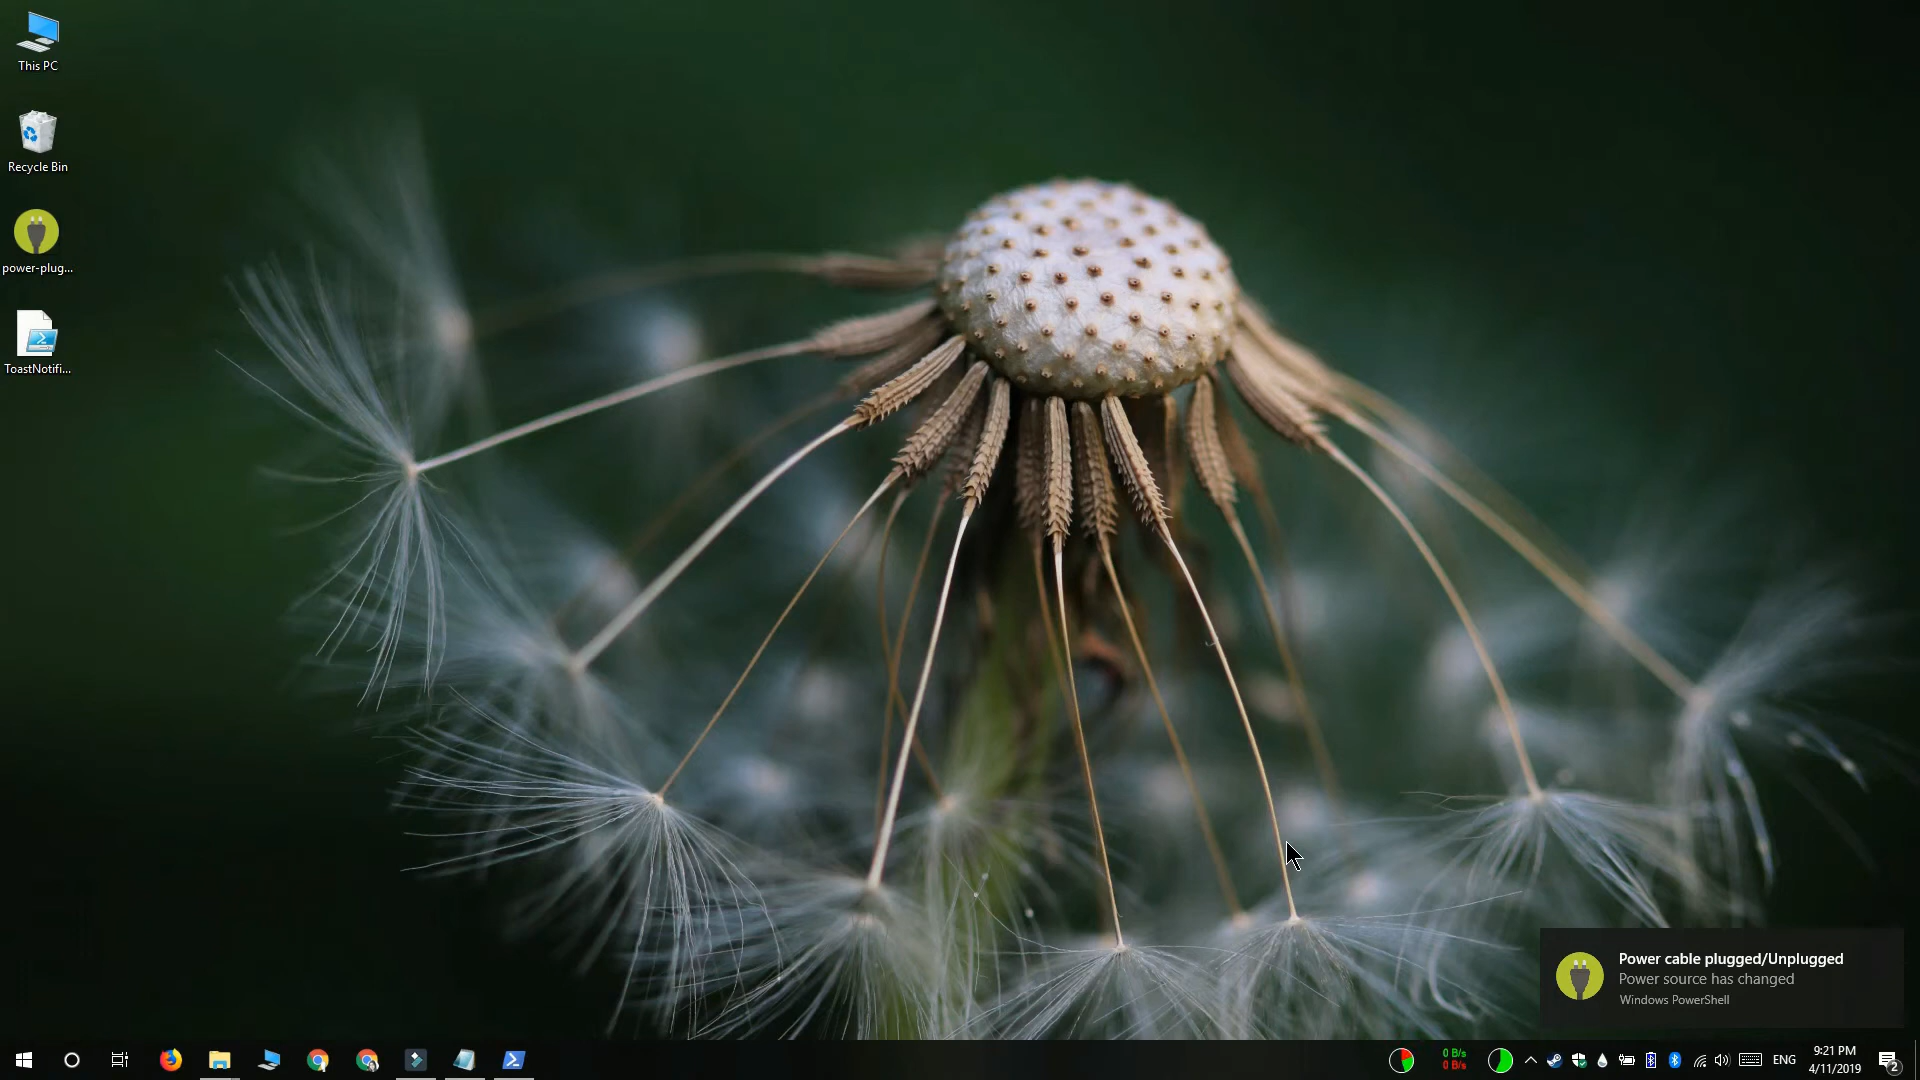 This PC
Recycle Bin
power-plug...
ToastNotifi...
Power cable plugged/Unplugged
Power source has changed
Windows PowerShell
0 B/s
0 B/s
ENG
9:21 PM
4/11/2019
2